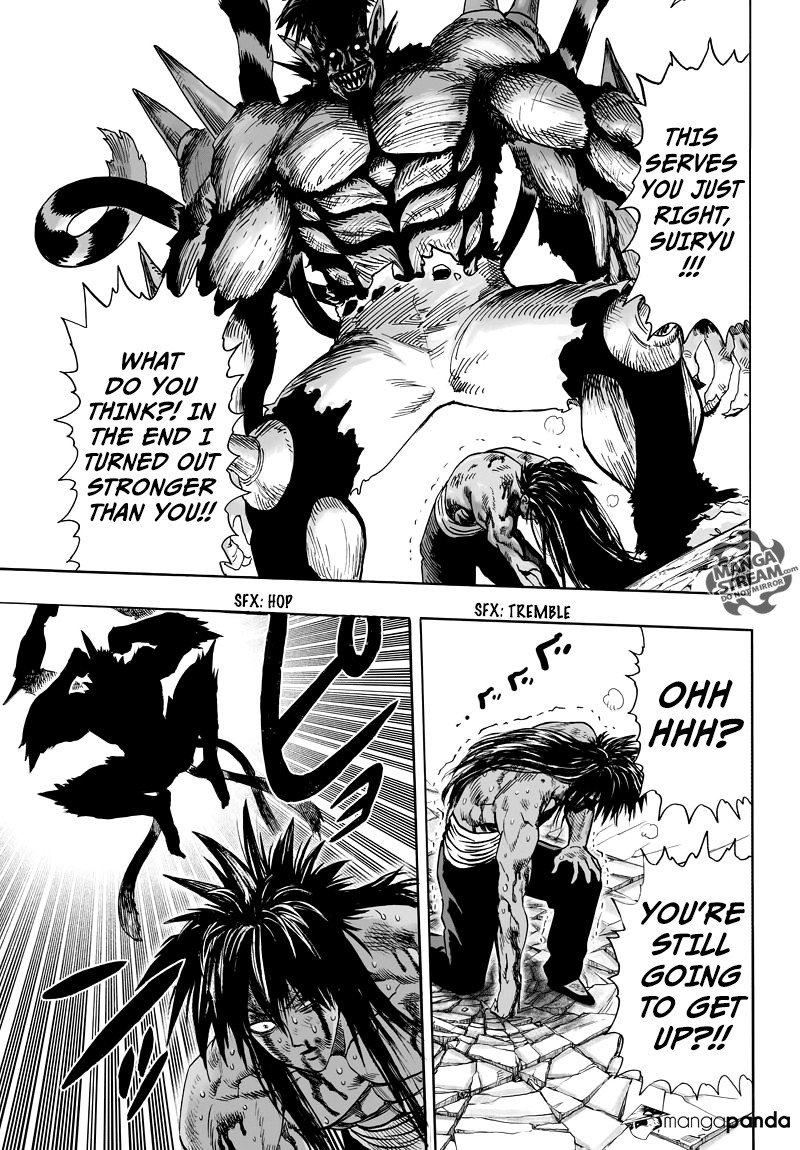 THIS
SERVES
YOU JUST
RIGHT,
SUIRYU
!!!
WHAT
DO YOU
THINK?! IN
THE END I
TURNED OUT
STRONGER
THAN YOU!!
MANGA
STREAM.com
DO NOT MIRROR
SFX: TREMBLE
OHH
HHH?
YOU'RE
STILL
GOING
TO GET
UP?!!
SFX: HOP
mangapanda